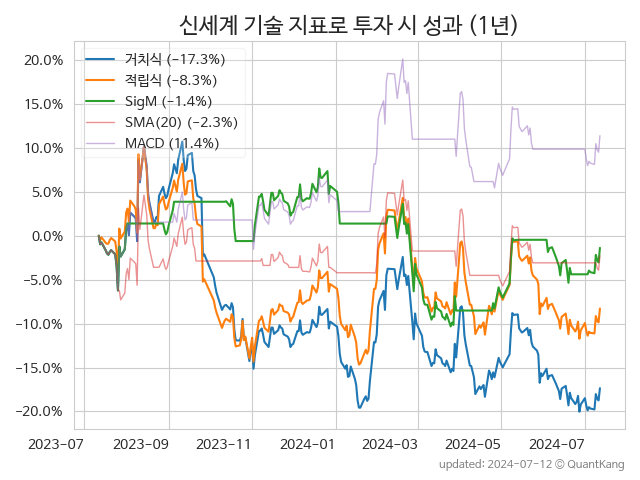 신세계 기술 지표로 투자 시 성과 (1년)
20.0%
15.0%
10.0%
5.0%
0.0%
−5.0%
−10.0%
−15.0%
−20.0%
거치식 (−17.3%)
적립식 (−8.3%)
SigM (−1.4%)
SMA(20) (−2.3%)
MACD (11.4%)
2023-07 2023-09 2023-11 2024-01 2024-03 2024-05 2024-07
updated: 2024-07-12 © QuantKang